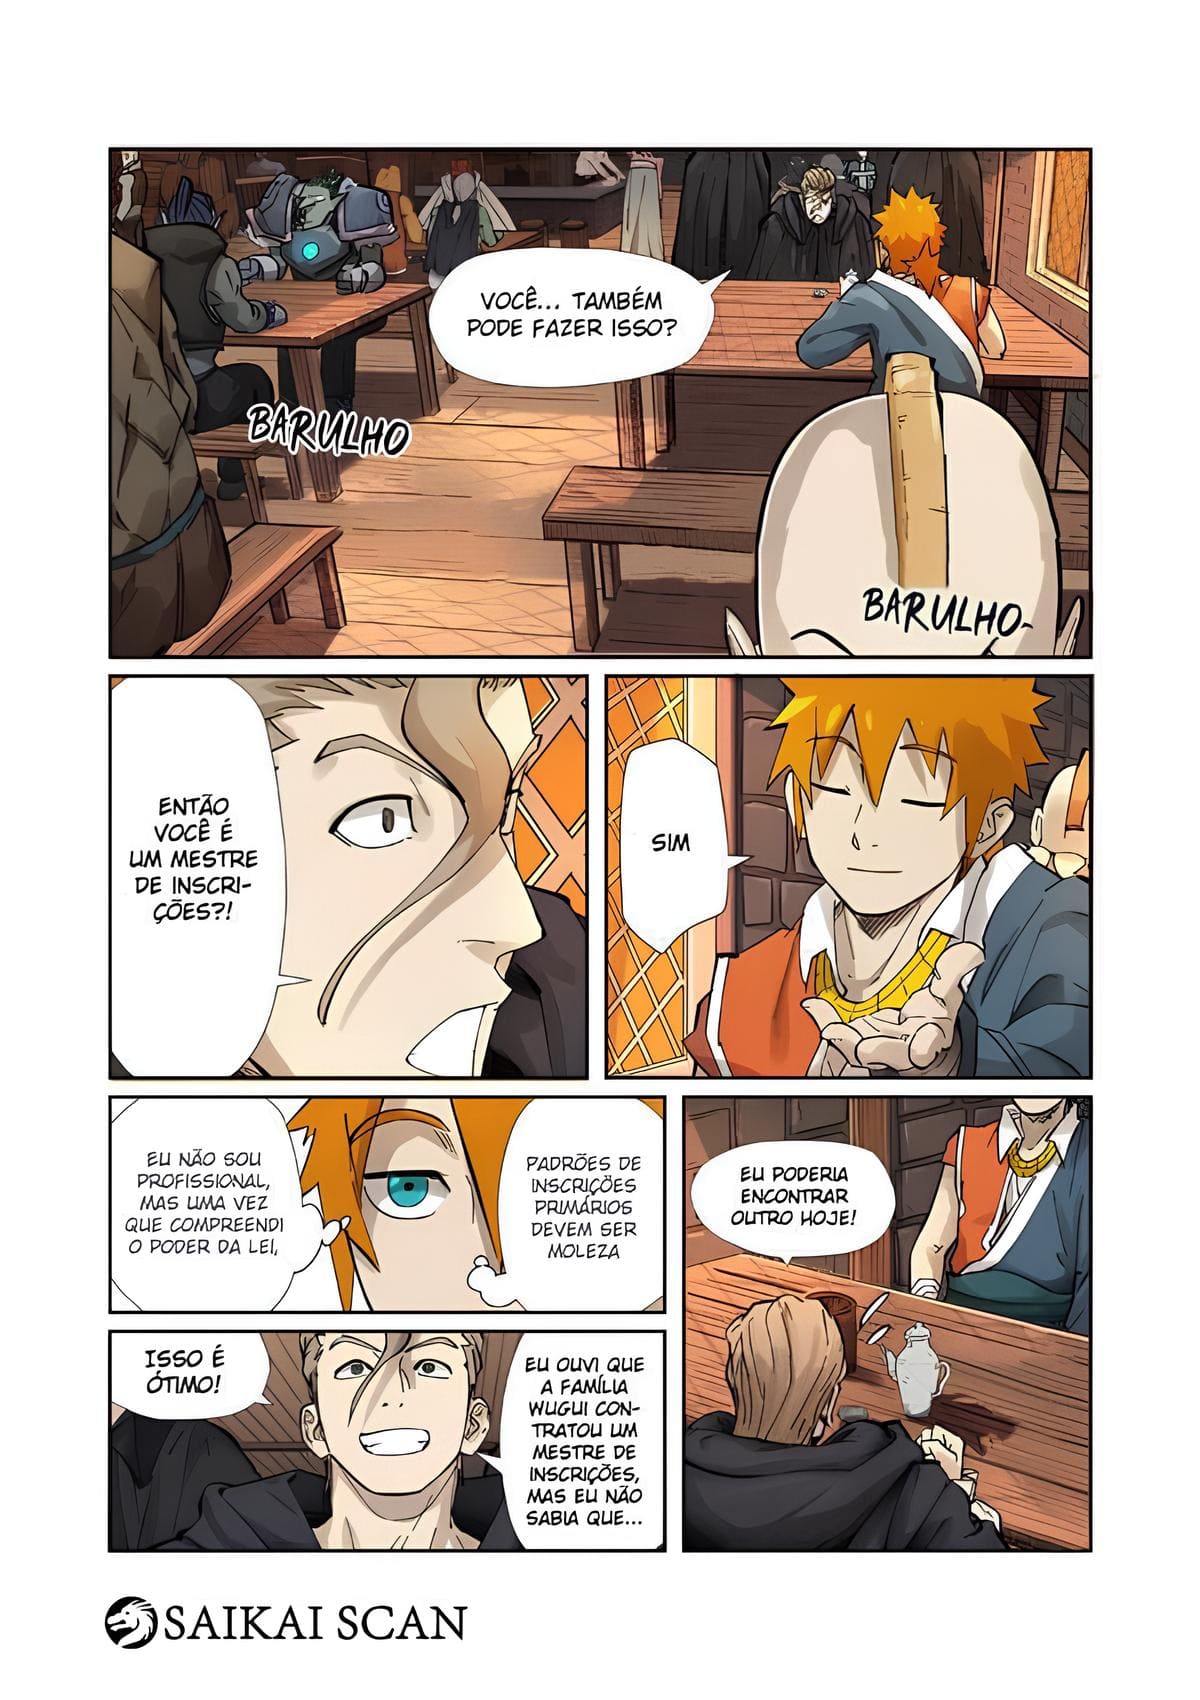 VOCÊ... TAMBÉM
PODE FAZER ISSO?
BARULHO
BARULHO~
ENTÃO
VOCÊ É
UM MESTRE
DE INSCRI-
ÇÕES?!
SIM
EU NÃO SOU
PROFISSIONAL,
MAS UMA VEZ
QUE COMPREENDI
O PODER DA LEI,
PADRÕES DE
INSCRIÇÕES
PRIMÁRIOS
DEVEM SER
MOLEZA
EU PODERIA
ENCONTRAR
OUTRO HOJE!
ISSO É
ÓTIMO!
EU OUVI QUE
A FAMÍLIA
WUGUI CON-
TRATOU UM
MESTRE DE
INSCRIÇÕES,
MAS EU NÃO
SABIA QUE...
SAIKAI SCAN